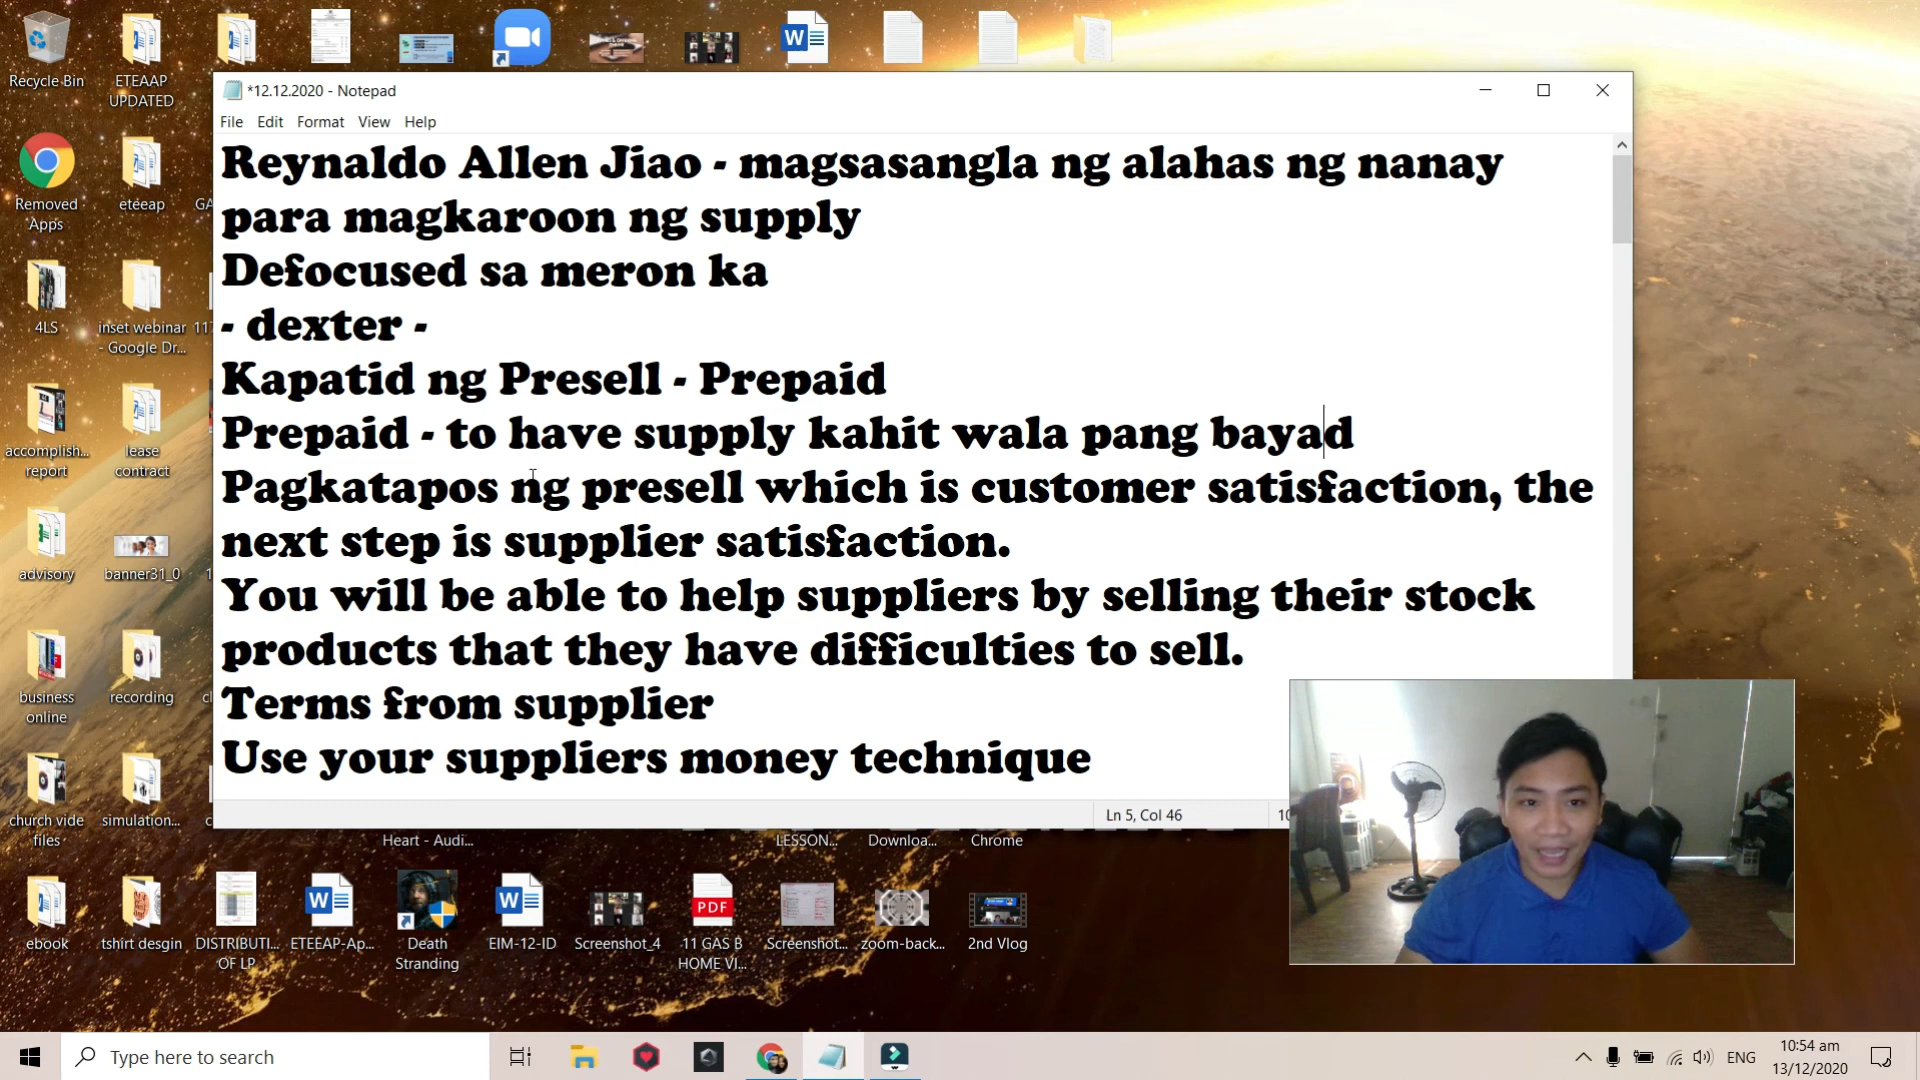 Recycle Bin
ETEAAP
UPDATED
*12.12.2020 - Notepad
File Edit Format View Help
Reynaldo Allen Jiao - magsasangla ng alahas ng nanay
para magkaroon ng supply
Defocused sa meron ka
- dexter -
Kapatid ng Presell - Prepaid
Prepaid - to have supply kahit wala pang bayad
Pagkatapos ng presell which is customer satisfaction, the
next step is supplier satisfaction.
You will be able to help suppliers by selling their stock
products that they have difficulties to sell.
Terms from supplier
Use your suppliers money technique
Ln 5, Col 46
Removed
Apps
eteeap
GA
4LS
inset webinar
- Google Dr...
117
accomplish...
report
lease
contract
advisory
banner31_0
business
online
recording
church vide
files
simulation...
Heart - Audi...
LESSON...
Downloa...
Chrome
ebook
tshirt desgin
DISTRIBUTI...
OF LP
ETEEAP-Ap...
Death
Stranding
EIM-12-ID
Screenshot_4
PDF
11 GAS B
HOME VI...
Screenshot...
zoom-back...
2nd Vlog
Type here to search
ENG
10:54 am
13/12/2020